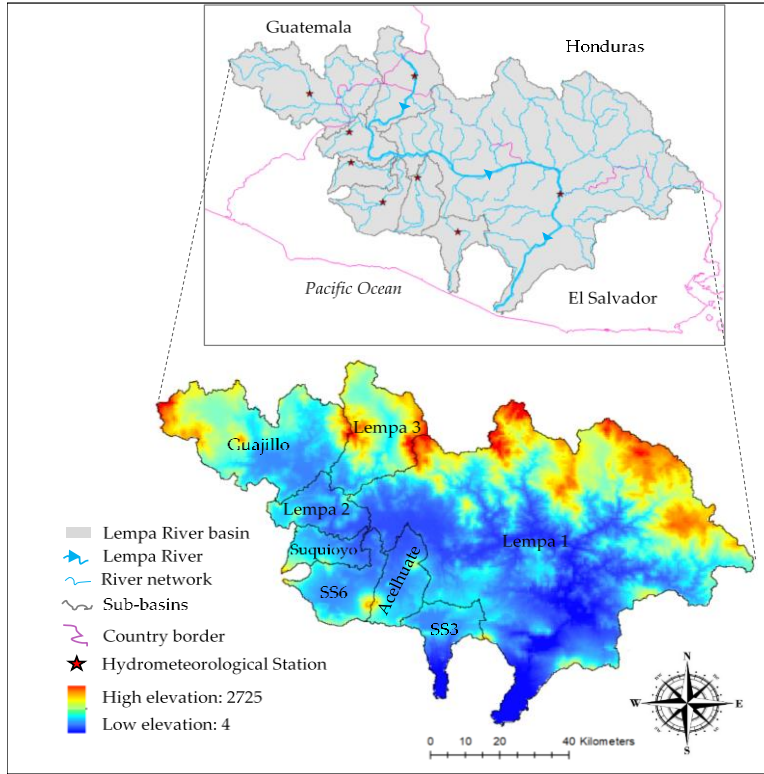 Guatemala
Honduras
Pacific Ocean
El Salvador
Lempa 3
Guajillo
Lempa 2
Lempa 1
Suquioyo
Acelhuate
SS6
SS3
Lempa River basin
Lempa River
River network
Sub-basins
Country border
Hydrometeorological Station
High elevation: 2725
Low elevation: 4
N
W E
S
0 10 20 40 Kilometers